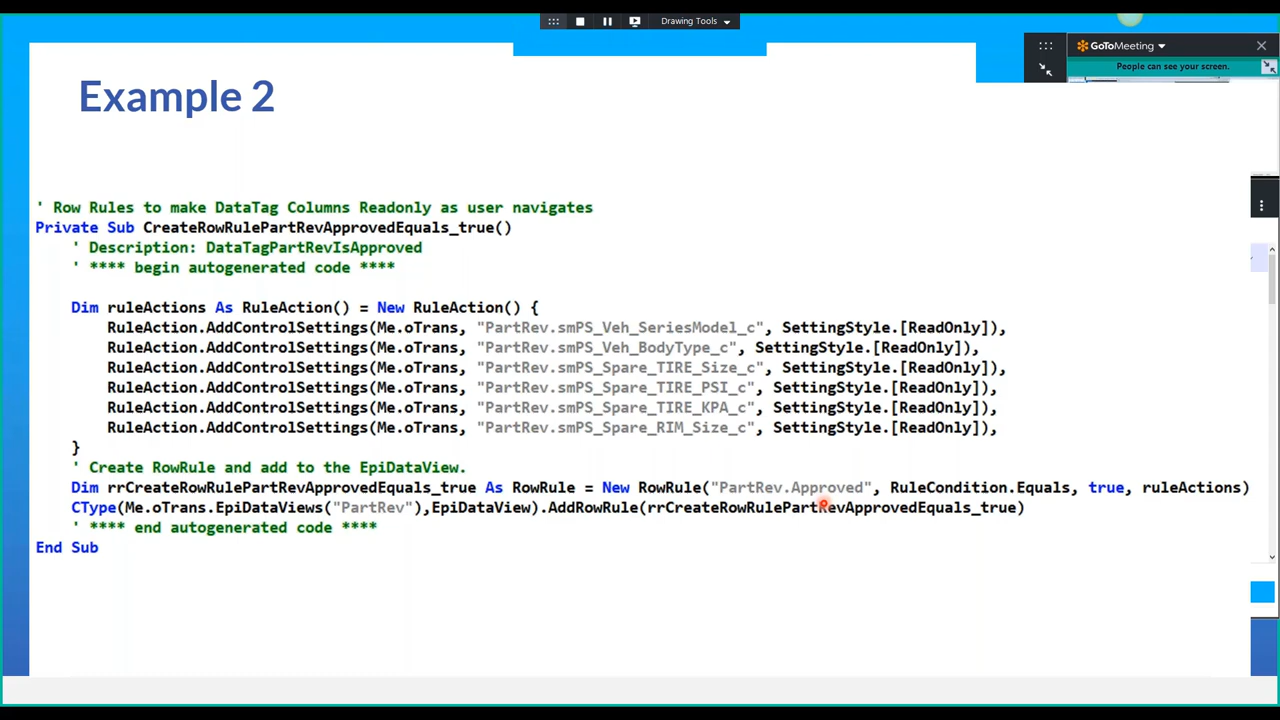 Drawing Tools
GoToMeeting
People can see your screen.
Example 2
' Row Rules to make DataTag Columns Readonly as user navigates
Private Sub CreateRowRulePartRevApprovedEquals_true()
' Description: DataTagPartRevIsApproved
' **** begin autogenerated code ****
Dim ruleActions As RuleAction() = New RuleAction() {
RuleAction.AddControlSettings(Me.oTrans, "PartRev.smPS_Veh_SeriesModel_c", SettingStyle.[ReadOnly]),
RuleAction.AddControlSettings(Me.oTrans, "PartRev.smPS_Veh_BodyType_c", SettingStyle.[ReadOnly]),
RuleAction.AddControlSettings(Me.oTrans, "PartRev.smPS_Spare_TIRE_Size_c", SettingStyle.[ReadOnly]),
RuleAction.AddControlSettings(Me.oTrans, "PartRev.smPS_Spare_TIRE_PSI_c", SettingStyle.[ReadOnly]),
RuleAction.AddControlSettings(Me.oTrans, "PartRev.smPS_Spare_TIRE_KPA_c", SettingStyle.[ReadOnly]),
RuleAction.AddControlSettings(Me.oTrans, "PartRev.smPS_Spare_RIM_Size_c", SettingStyle.[ReadOnly]),
}
' Create RowRule and add to the EpiDataView.
Dim rrCreateRowRulePartRevApprovedEquals_true As RowRule = New RowRule("PartRev.Approved", RuleCondition.Equals, true, ruleActions)
CType(Me.oTrans.EpiDataViews("PartRev"),EpiDataView).AddRowRule(rrCreateRowRulePartRevApprovedEquals_true)
' **** end autogenerated code ****
End Sub